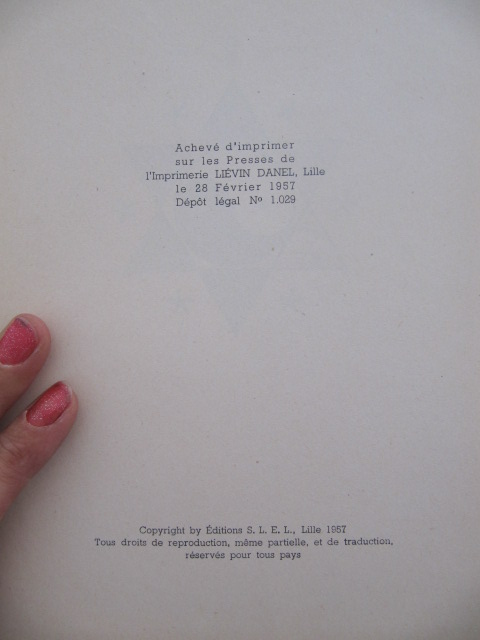 Achevé d'imprimer
sur les Presses de
l'Imprimerie LIÉVIN DANEL, Lille
le 28 Février 1957
Dépôt légal Nº 1.029
Copyright by Éditions S. L. E. L., Lille 1957
Tous droits de reproduction, même partielle, et de traduction,
réservés pour tous pays